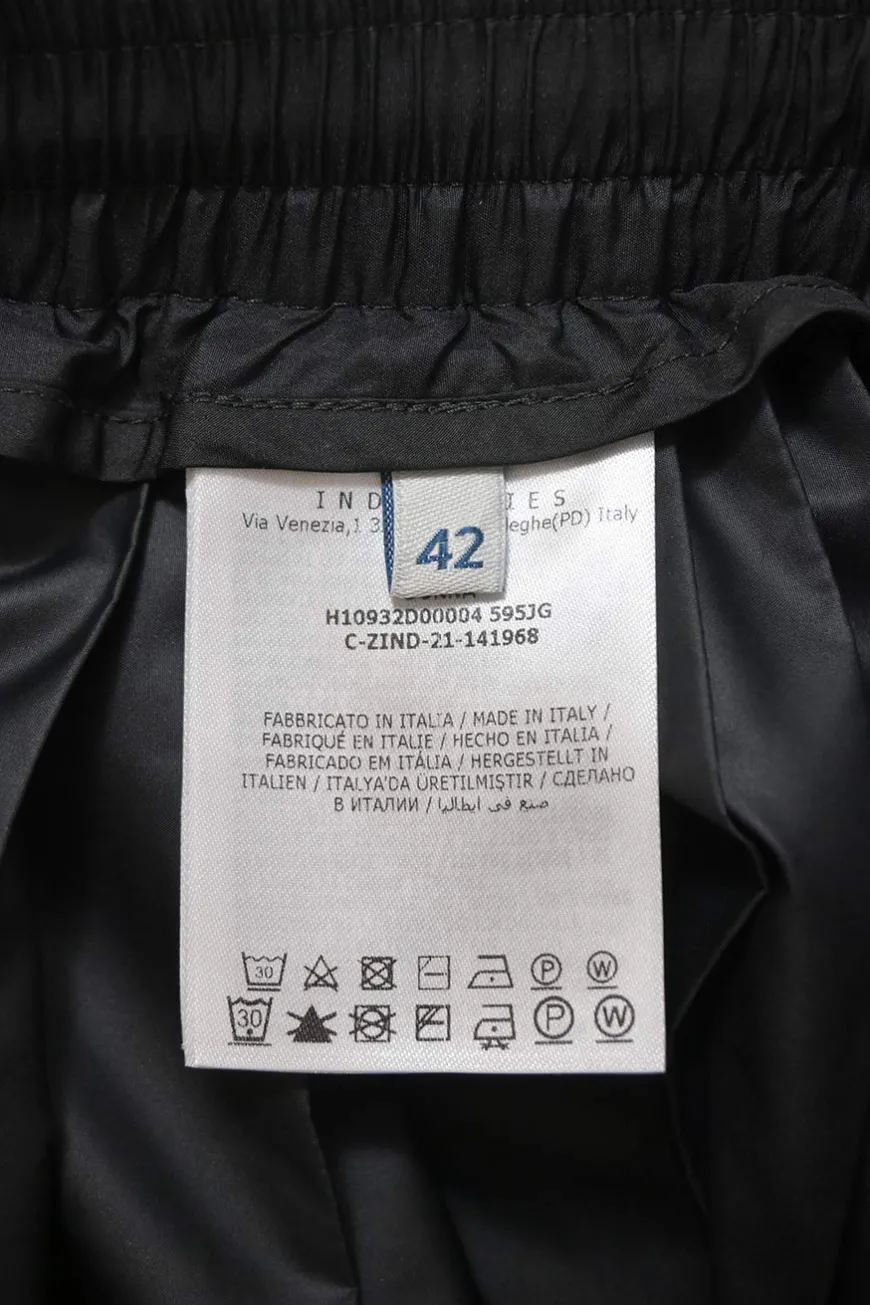 IND IES
Via Venezia,1 3 leghe(PD) Italy
42
H10932D00004 595JG
C-ZIND-21-141968
FABBRICATO IN ITALIA / MADE IN ITALY /
FABRIQUÉ EN ITALIE / HECHO EN ITALIA /
FABRICADO EM ITÁLIA / HERGESTELLT IN
ITALIEN / ITALYA'DA ÜRETILMIŞTIR / СДЕЛАНО
В ИТАЛИИ / صنع في ايطاليا
30 P W
30 P W